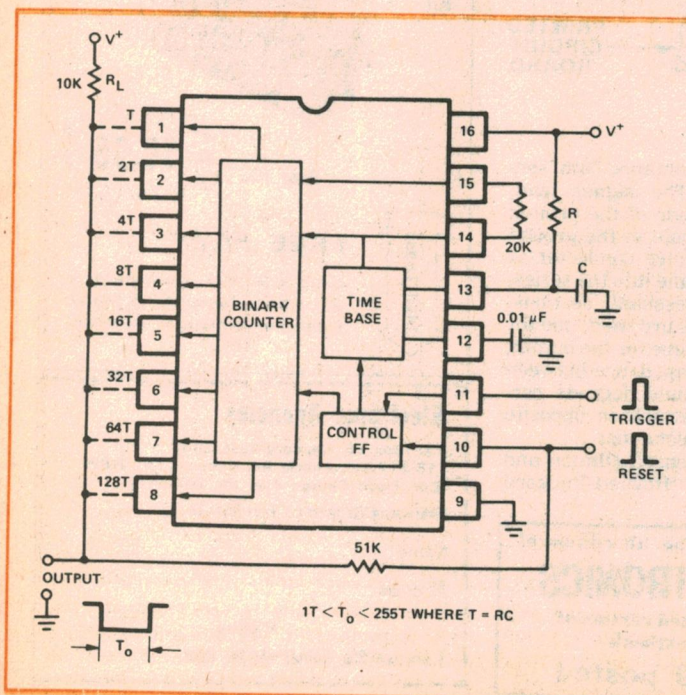 V+
10K RL
T 1
2T 2
4T 3
8T 4
16T 5
32T 6
64T 7
128T 8
BINARY
COUNTER
TIME
BASE
CONTROL
FF
16 V+
15
14
20K
R
13 C
12 0.01 µF
11
TRIGGER
10
RESET
9
51K
OUTPUT
To
1T < To < 255T WHERE T = RC